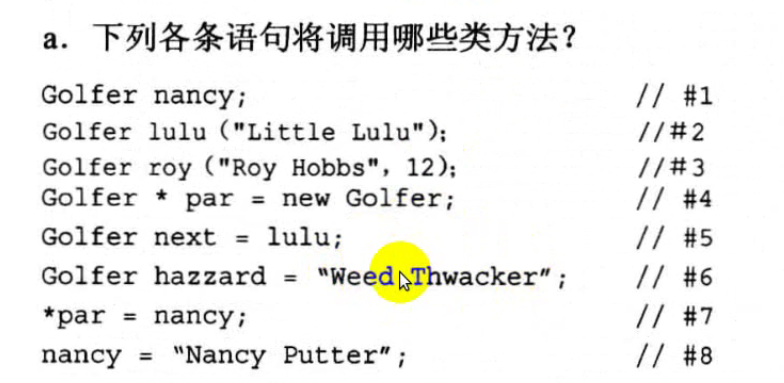 a. 下列各条语句将调用哪些类方法？
Golfer nancy; // #1
Golfer lulu ("Little Lulu"); //#2
Golfer roy ("Roy Hobbs", 12); //#3
Golfer * par = new Golfer; // #4
Golfer next = lulu; // #5
Golfer hazzard = “Weed Thwacker”; // #6
*par = nancy; // #7
nancy = “Nancy Putter”; // #8